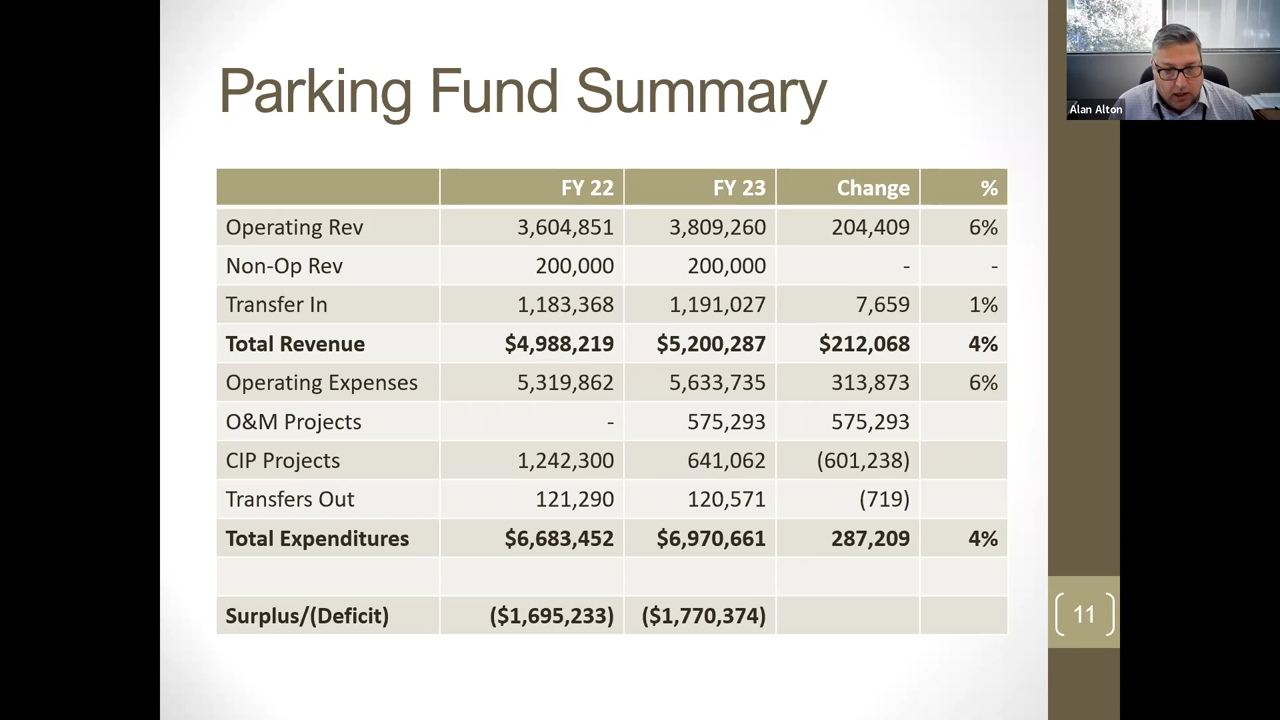 Parking Fund Summary
Alan Alton
FY 22 FY 23 Change %
Operating Rev 3,604,851 3,809,260 204,409 6%
Non-Op Rev 200,000 200,000 - -
Transfer In 1,183,368 1,191,027 7,659 1%
Total Revenue $4,988,219 $5,200,287 $212,068 4%
Operating Expenses 5,319,862 5,633,735 313,873 6%
O&M Projects - 575,293 575,293
CIP Projects 1,242,300 641,062 (601,238)
Transfers Out 121,290 120,571 (719)
Total Expenditures $6,683,452 $6,970,661 287,209 4%
Surplus/(Deficit) ($1,695,233) ($1,770,374)
11